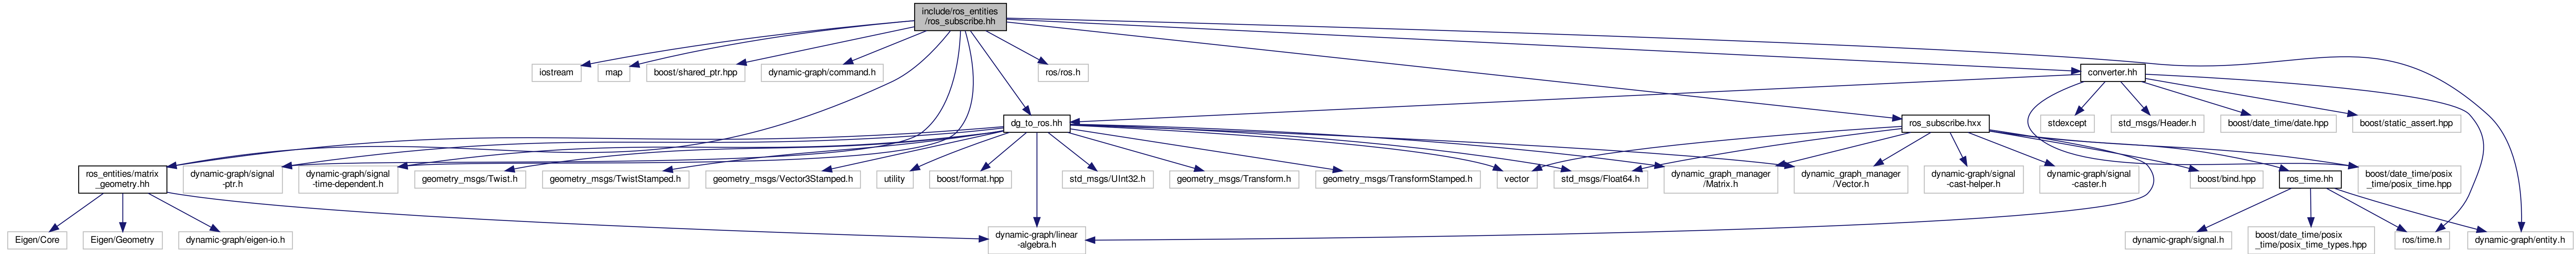 include/ros_entities
/ros_subscribe.hh
iostream
map
boost/shared_ptr.hpp
dynamic-graph/command.h
ros/ros.h
converter.hh
dg_to_ros.hh
ros_subscribe.hxx
stdexcept
std_msgs/Header.h
boost/date_time/date.hpp
boost/static_assert.hpp
ros_entities/matrix
_geometry.hh
dynamic-graph/signal
-ptr.h
dynamic-graph/signal
-time-dependent.h
geometry_msgs/Twist.h
geometry_msgs/TwistStamped.h
geometry_msgs/Vector3Stamped.h
utility
boost/format.hpp
std_msgs/UInt32.h
geometry_msgs/Transform.h
geometry_msgs/TransformStamped.h
vector
std_msgs/Float64.h
dynamic_graph_manager
/Matrix.h
dynamic_graph_manager
/Vector.h
dynamic-graph/signal
-cast-helper.h
dynamic-graph/signal
-caster.h
boost/bind.hpp
ros_time.hh
boost/date_time/posix
_time/posix_time.hpp
Eigen/Core
Eigen/Geometry
dynamic-graph/eigen-io.h
dynamic-graph/linear
-algebra.h
dynamic-graph/signal.h
boost/date_time/posix
_time/posix_time_types.hpp
ros/time.h
dynamic-graph/entity.h